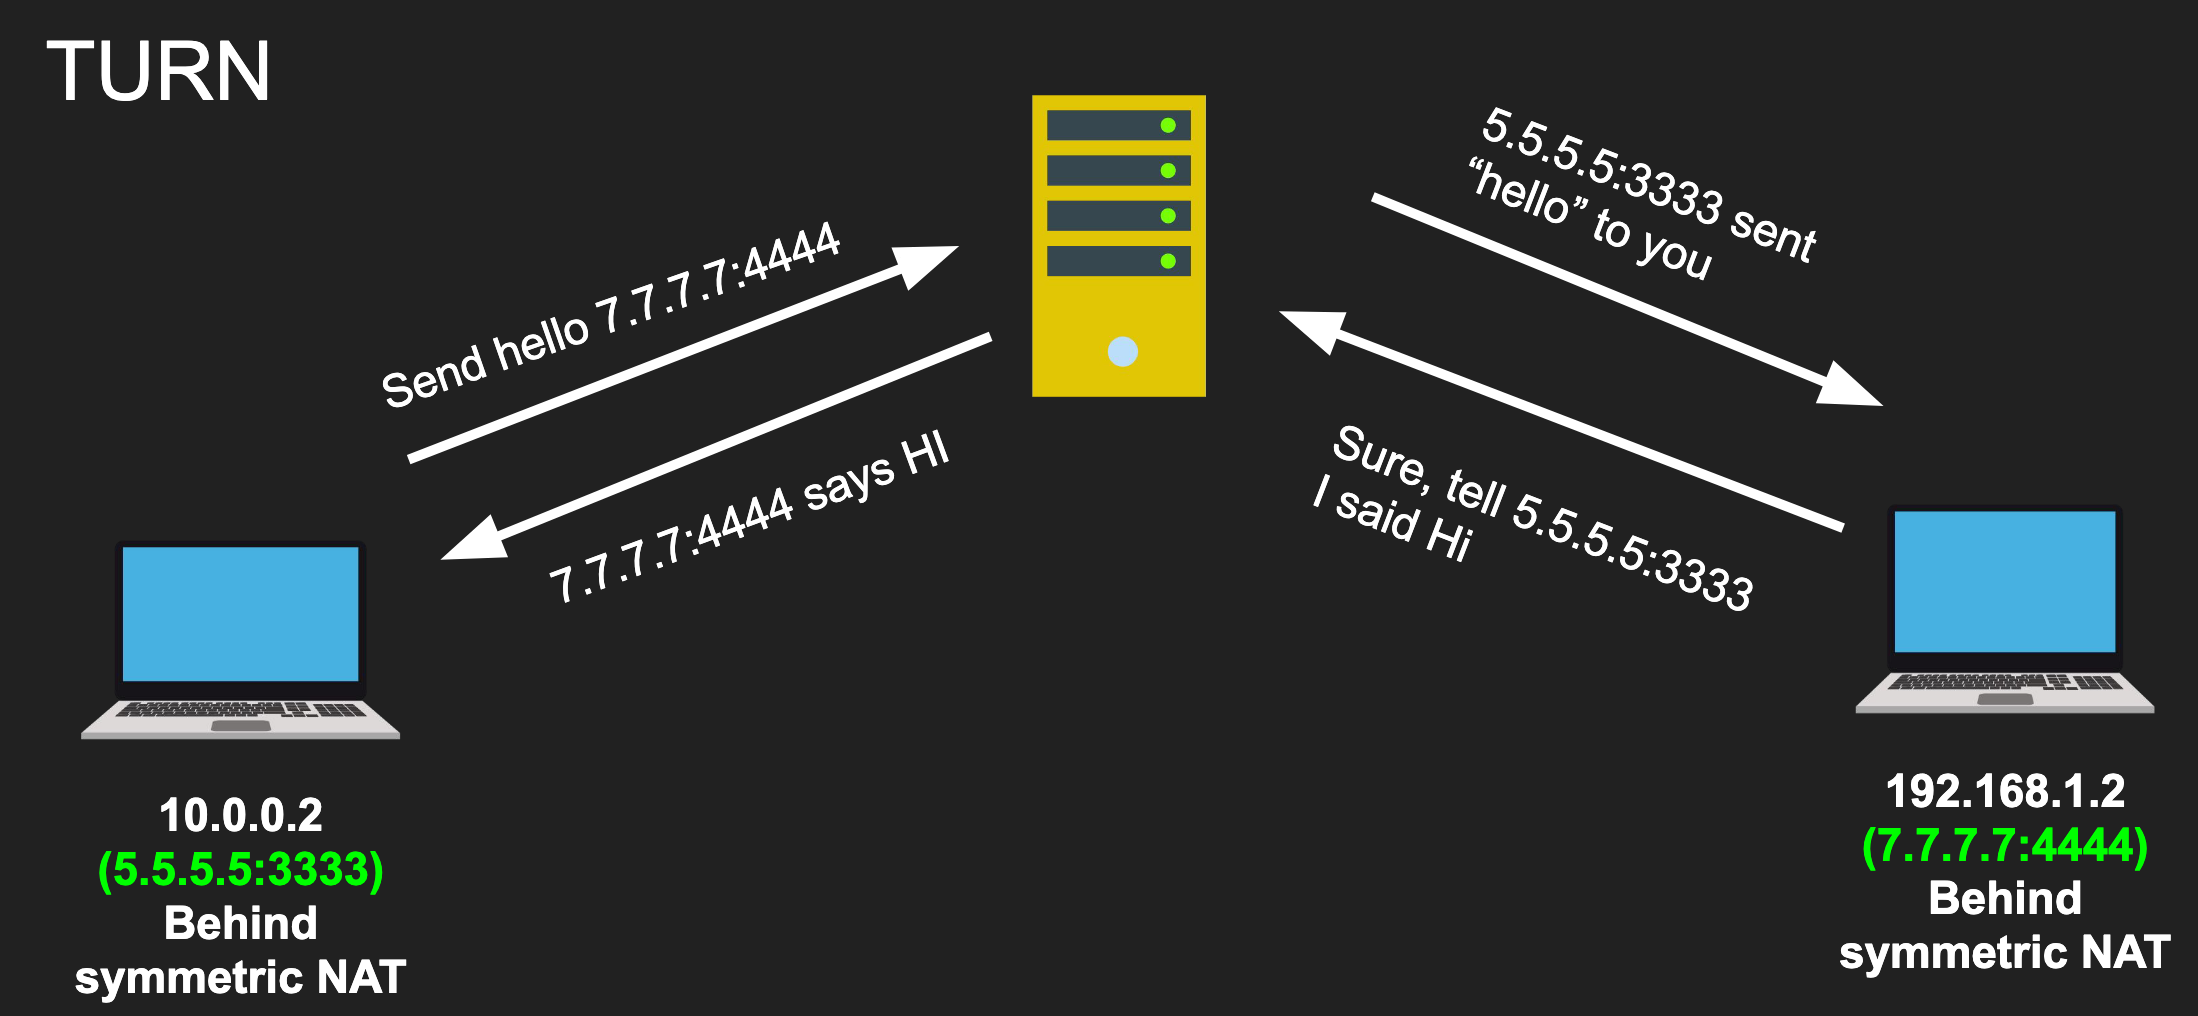 TURN
Send hello 7.7.7.7:4444
7.7.7.7:4444 says HI
5.5.5.5:3333 sent
“hello” to you
Sure, tell 5.5.5.5:3333
I said Hi
10.0.0.2
(5.5.5.5:3333)
Behind
symmetric NAT
192.168.1.2
(7.7.7.7:4444)
Behind
symmetric NAT